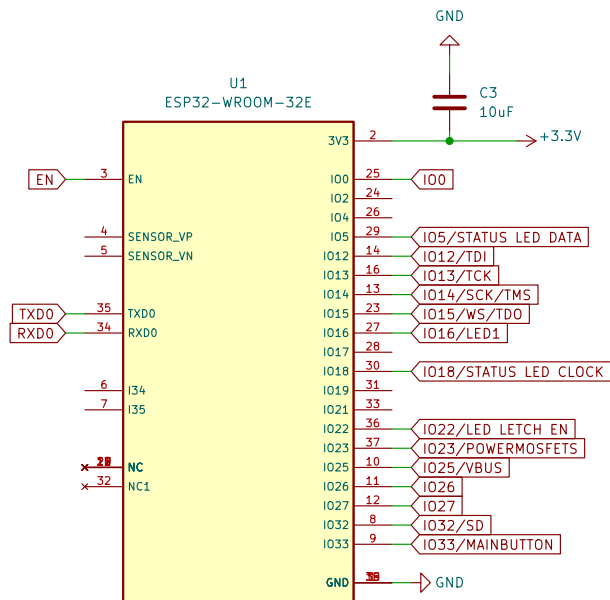 GND
U1
ESP32-WROOM-32E
C3
10uF
3V3 2 +3.3V
EN 3 EN
IO0 25 IO0
IO2 24
IO4 26
4 SENSOR_VP
IO5 29 IO5/STATUS LED DATA
5 SENSOR_VN
IO12 14 IO12/TDI
IO13 16 IO13/TCK
IO14 13 IO14/SCK/TMS
TXD0 35 TXD0
IO15 23 IO15/WS/TDO
RXD0 34 RXD0
IO16 27 IO16/LED1
IO17 28
IO18 30 IO18/STATUS LED CLOCK
6 I34
IO19 31
7 I35
IO21 33
IO22 36 IO22/LED LETCH EN
IO23 37 IO23/POWERMOSFETS
NC
IO25 10 IO25/VBUS
32 NC1
IO26 11 IO26
IO27 12 IO27
IO32 8 IO32/SD
IO33 9 IO33/MAINBUTTON
GND GND